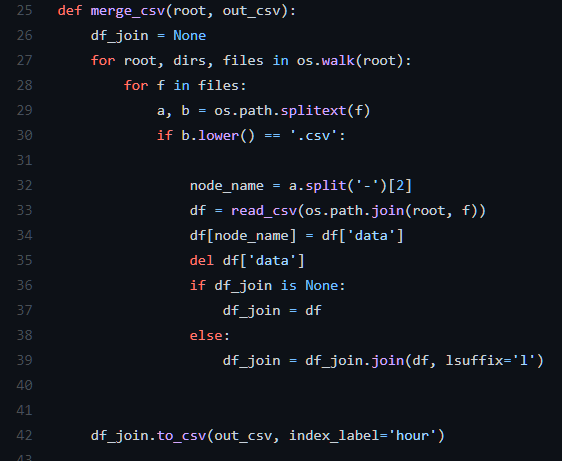 25 def merge_csv(root, out_csv):
26     df_join = None
27     for root, dirs, files in os.walk(root):
28         for f in files:
29             a, b = os.path.splitext(f)
30             if b.lower() == '.csv':
31
32                 node_name = a.split('-')[2]
33                 df = read_csv(os.path.join(root, f))
34                 df[node_name] = df['data']
35                 del df['data']
36                 if df_join is None:
37                     df_join = df
38                 else:
39                     df_join = df_join.join(df, lsuffix='l')
40
41
42     df_join.to_csv(out_csv, index_label='hour')
43